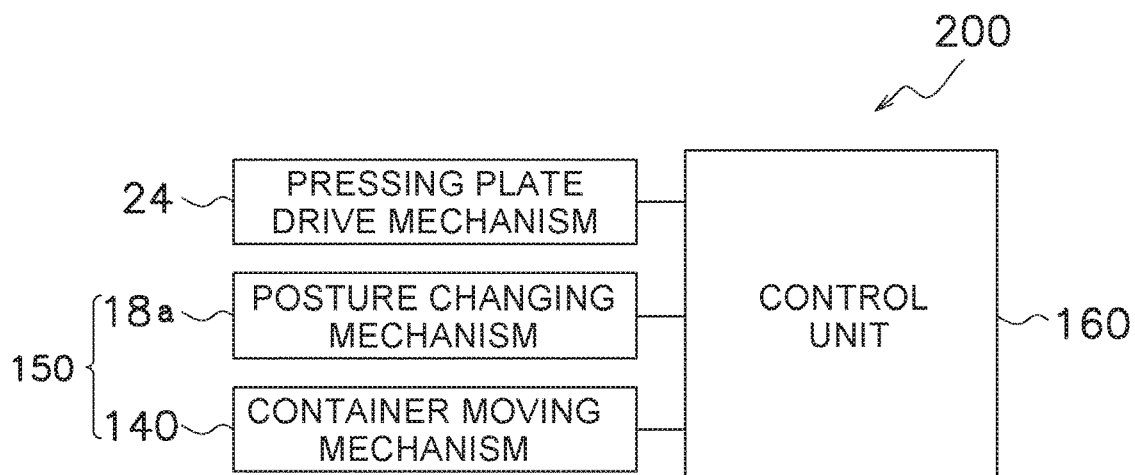 200
24
PRESSING PLATE
DRIVE MECHANISM
18a
POSTURE CHANGING
MECHANISM
150
140
CONTAINER MOVING
MECHANISM
CONTROL
UNIT
160